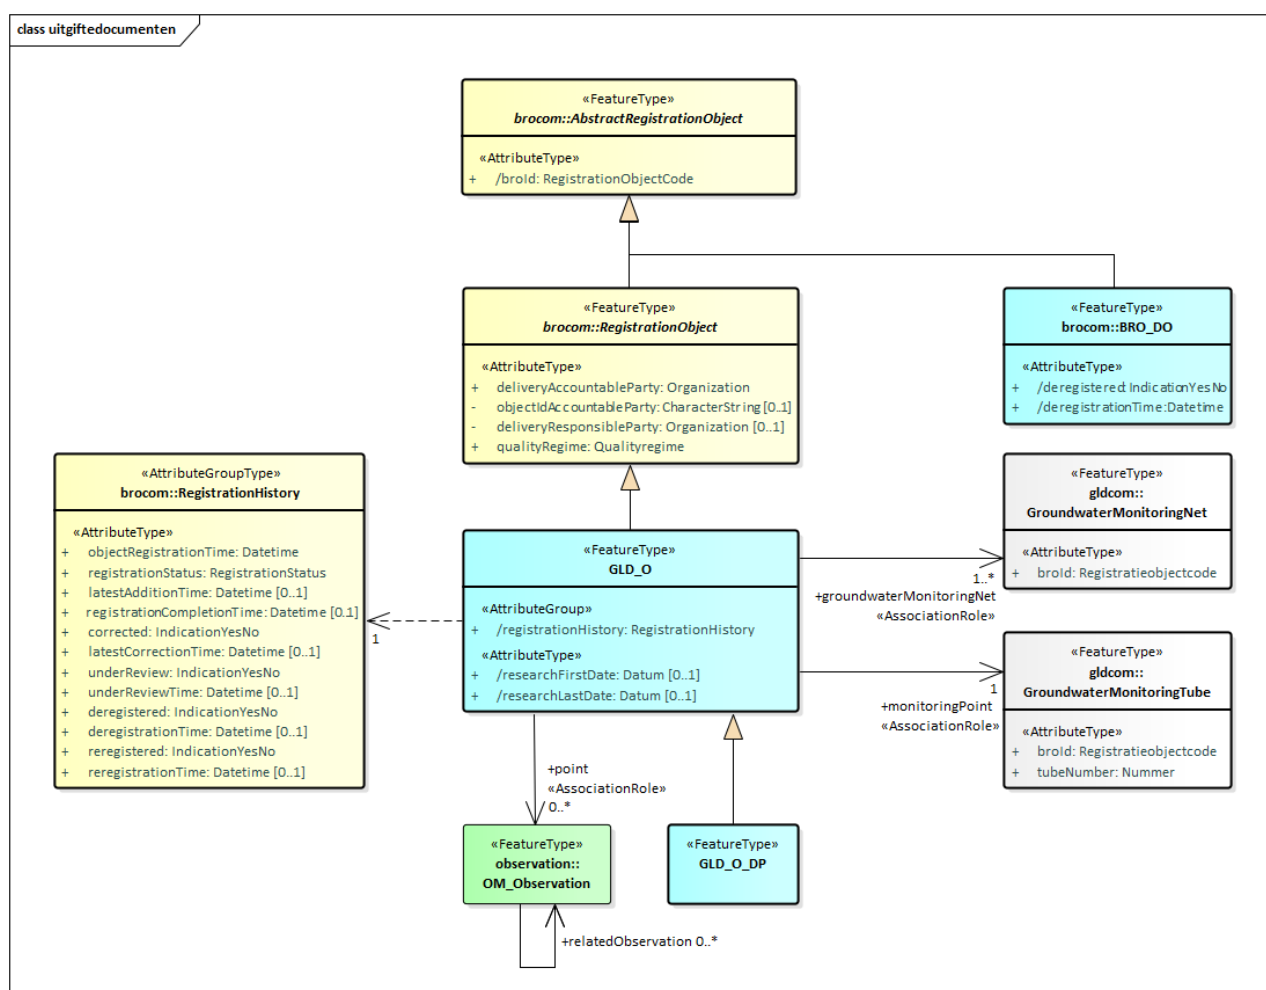 class uitgiftedocumenten
«FeatureType»
brocom::AbstractRegistrationObject
«AttributeType»
+ /broId: RegistrationObjectCode
«FeatureType»
brocom::RegistrationObject
«AttributeType»
+ deliveryAccountableParty: Organization
- objectIdAccountableParty: CharacterString [0..1]
- deliveryResponsibleParty: Organization [0..1]
+ qualityRegime: Qualityregime
«FeatureType»
brocom::BRO_DO
«AttributeType»
+ /deregistered: IndicationYesNo
+ /deregistrationTime:Datetime
«AttributeGroupType»
brocom::RegistrationHistory
«AttributeType»
+ objectRegistrationTime: Datetime
+ registrationStatus: RegistrationStatus
+ latestAdditionTime: Datetime [0..1]
+ registrationCompletionTime: Datetime [0.1]
+ corrected: IndicationYesNo
+ latestCorrectionTime: Datetime [0..1]
+ underReview: IndicationYesNo
+ underReviewTime: Datetime [0..1]
+ deregistered: IndicationYesNo
+ deregistrationTime: Datetime [0..1]
+ reregistered: IndicationYesNo
+ reregistrationTime: Datetime [0..1]
1
«FeatureType»
GLD_O
«AttributeGroup»
+ /registrationHistory: RegistrationHistory
«AttributeType»
+ /researchFirstDate: Datum [0..1]
+ /researchLastDate: Datum [0..1]
«FeatureType»
gldcom::
GroundwaterMonitoringNet
«AttributeType»
+ broId: Registratieobjectcode
1..*
+groundwaterMonitoringNet
«AssociationRole»
«FeatureType»
gldcom::
GroundwaterMonitoringTube
«AttributeType»
+ broId: Registratieobjectcode
+ tubeNumber: Nummer
1
+monitoringPoint
«AssociationRole»
+point
«AssociationRole»
0..*
«FeatureType»
observation::
OM_Observation
«FeatureType»
GLD_O_DP
+relatedObservation 0..*